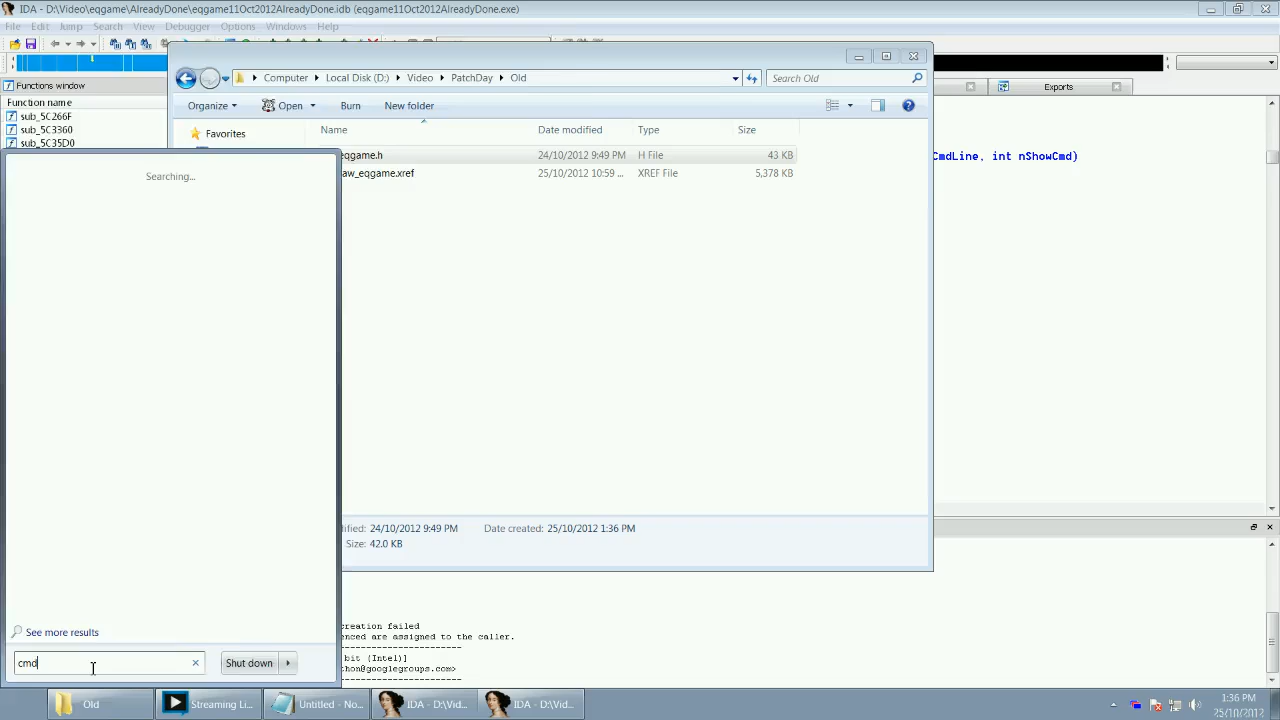 IDA - D:\Video\eqgame\AlreadyDone\eqgame11Oct2012AlreadyDone.idb (eqgame11Oct2012AlreadyDone.exe)
File Edit Jump Search View Debugger Options Windows Help
Computer Local Disk (D:) Video PatchDay Old Search Old
Functions window
Exports
Function name
Organize Open Burn New folder
sub_5C266F
sub_5C3360
sub_5C35D0
Favorites Name Date modified Type Size
eqgame.h 24/10/2012 9:49 PM H File 43 KB
aw_eqgame.xref 25/10/2012 10:59 ... XREF File 5,378 KB
CmdLine, int nShowCmd)
Searching...
ified: 24/10/2012 9:49 PM Date created: 25/10/2012 1:36 PM
Size: 42.0 KB
creation failed
enced are assigned to the caller.
bit (Intel)]
thon@googlegroups.com>
See more results
cmd Shut down
Old Streaming Li... Untitled - No... IDA - D:\Vid... IDA - D:\Vid...
1:36 PM
25/10/2012